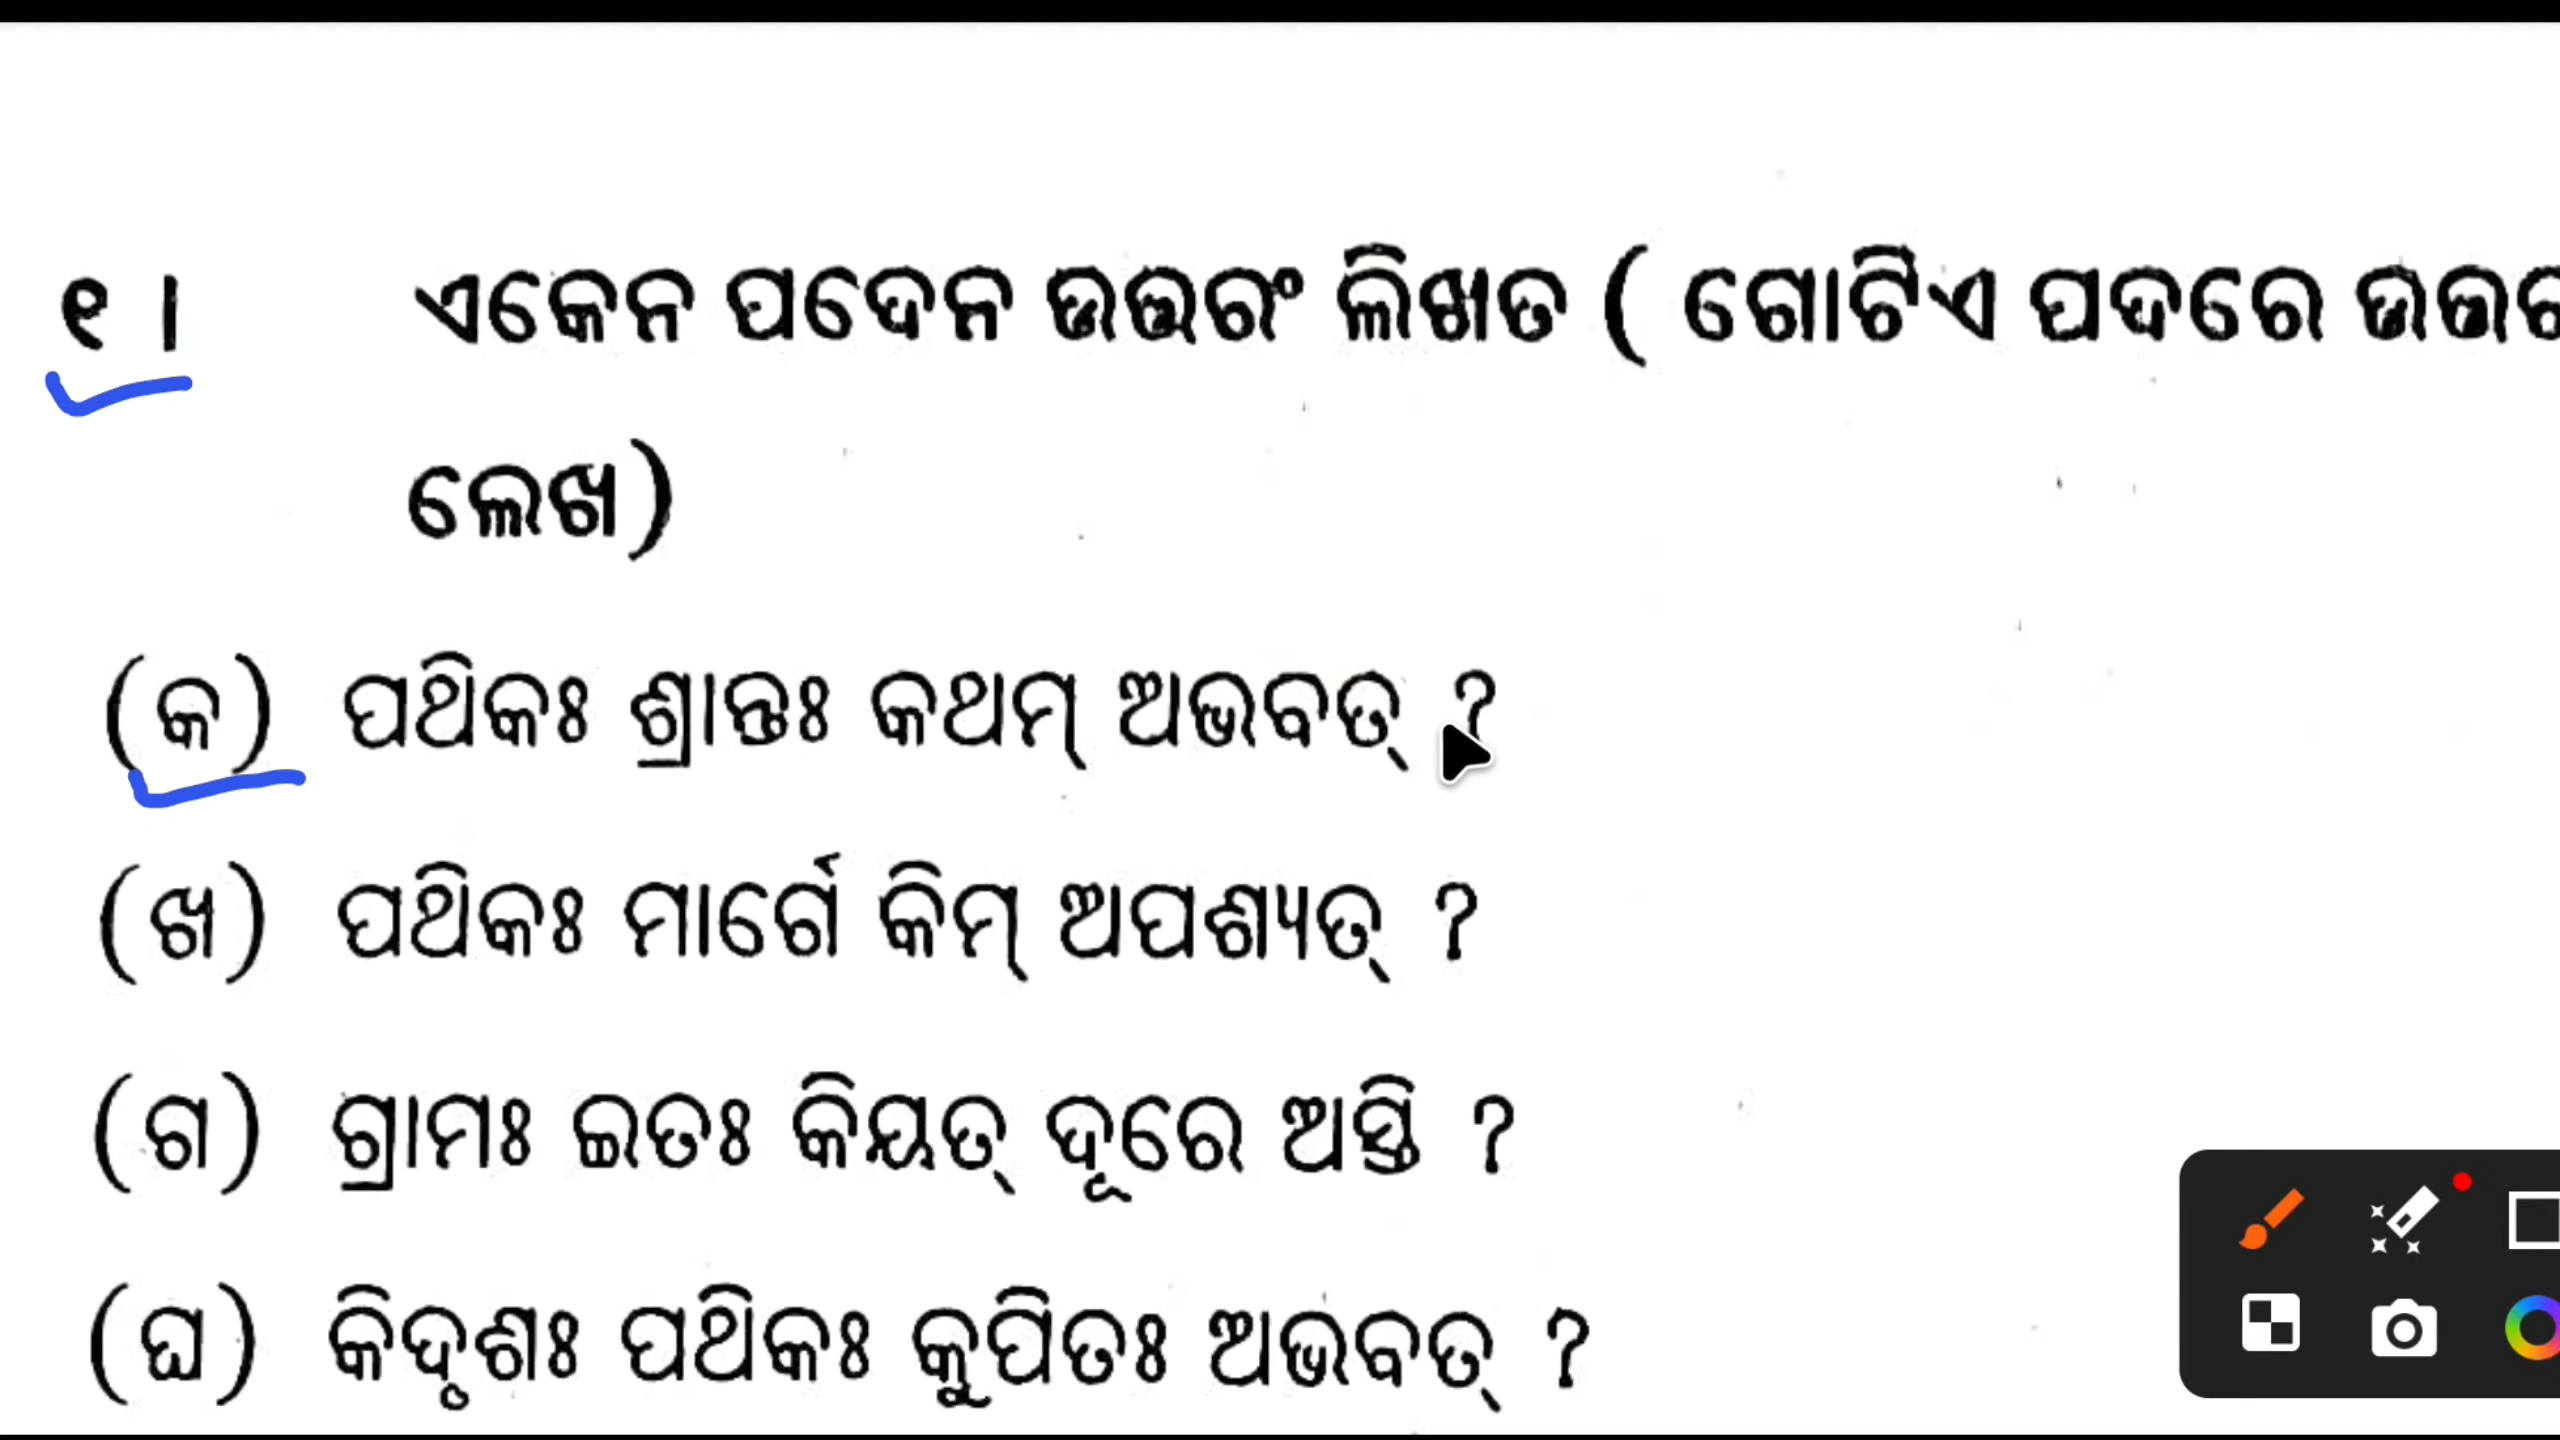 ୧ । ଏକେନ ପଦେନ ଉତ୍ତରଂ ଲିଖତ ( ଗୋଟିଏ ପଦରେ ଉତ୍ତର
ଲେଖ)
(କ) ପଥିକଃ ଶ୍ରାନ୍ତଃ କଥମ୍ ଅଭବତ୍ ?
(ଖ) ପଥିକଃ ମାର୍ଗେ କିମ୍ ଅପଶ୍ୟତ୍ ?
(ଗ) ଗ୍ରାମଃ ଇତଃ କିୟତ୍ ଦୂରେ ଅସ୍ତି ?
(ଘ) କିଦୃଶଃ ପଥିକଃ କୁପିତଃ ଅଭବତ୍ ?